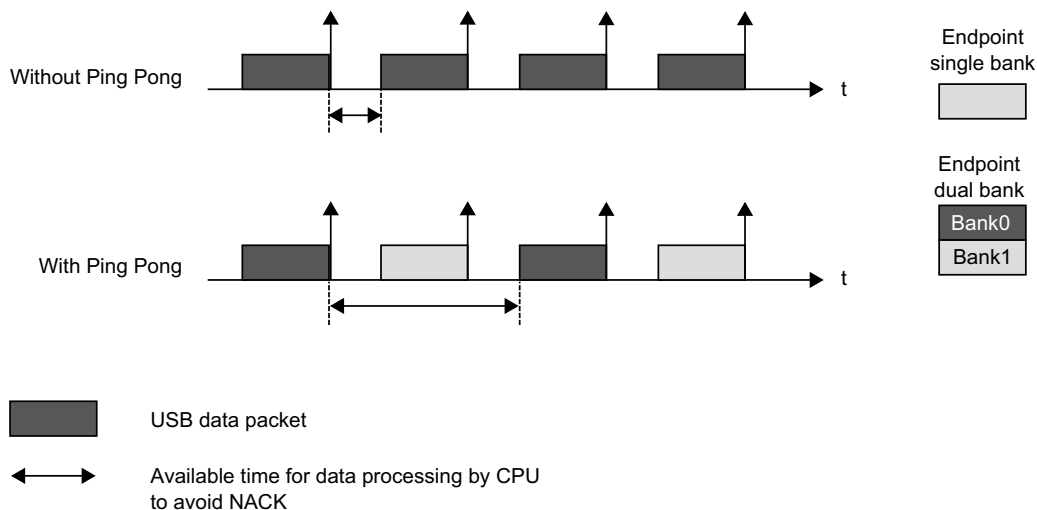 Without Ping Pong
t
Endpoint
single bank
Endpoint
dual bank
Bank0
Bank1
With Ping Pong
t
USB data packet
Available time for data processing by CPU
to avoid NACK